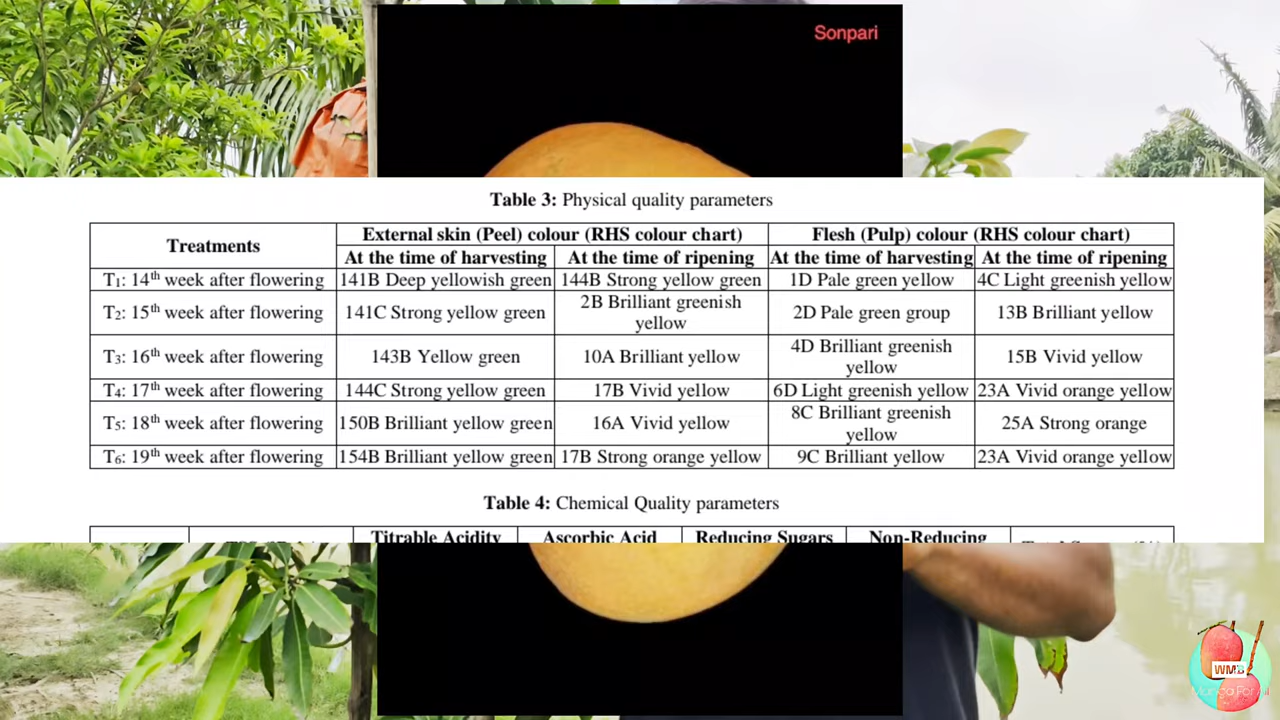 Sonpari
Table 3: Physical quality parameters
Treatments
External skin (Peel) colour (RHS colour chart)
Flesh (Pulp) colour (RHS colour chart)
At the time of harvesting
At the time of ripening
At the time of harvesting
At the time of ripening
T1: 14th week after flowering
141B Deep yellowish green
144B Strong yellow green
1D Pale green yellow
4C Light greenish yellow
T2: 15th week after flowering
141C Strong yellow green
2B Brilliant greenish
yellow
2D Pale green group
13B Brilliant yellow
T3: 16th week after flowering
143B Yellow green
10A Brilliant yellow
4D Brilliant greenish
yellow
15B Vivid yellow
T4: 17th week after flowering
144C Strong yellow green
17B Vivid yellow
6D Light greenish yellow
23A Vivid orange yellow
T5: 18th week after flowering
150B Brilliant yellow green
16A Vivid yellow
8C Brilliant greenish
yellow
25A Strong orange
T6: 19th week after flowering
154B Brilliant yellow green
17B Strong orange yellow
9C Brilliant yellow
23A Vivid orange yellow
Table 4: Chemical Quality parameters
Titrable Acidity
Ascorbic Acid
Reducing Sugars
Non-Reducing
WMB